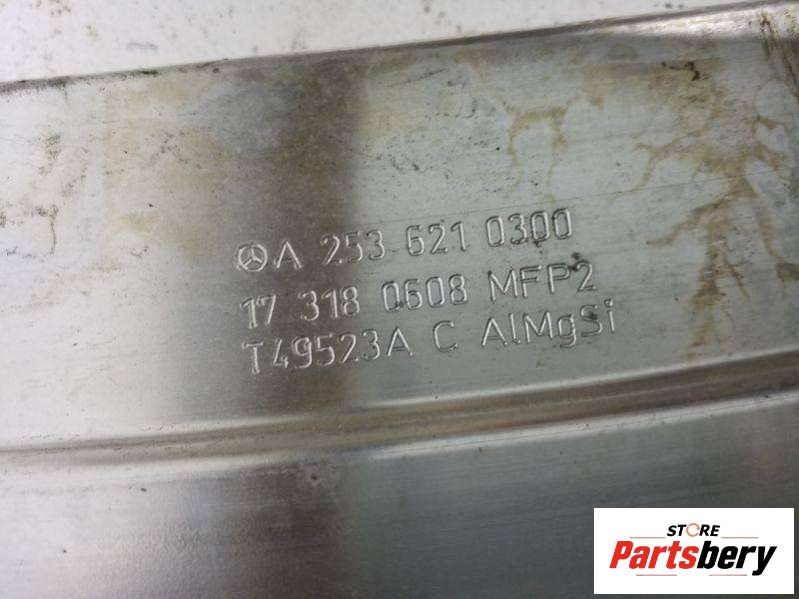 A 253 621 0300
17 318 0608 MFP2
T49523A C AlMgSi
STORE
Partsbery